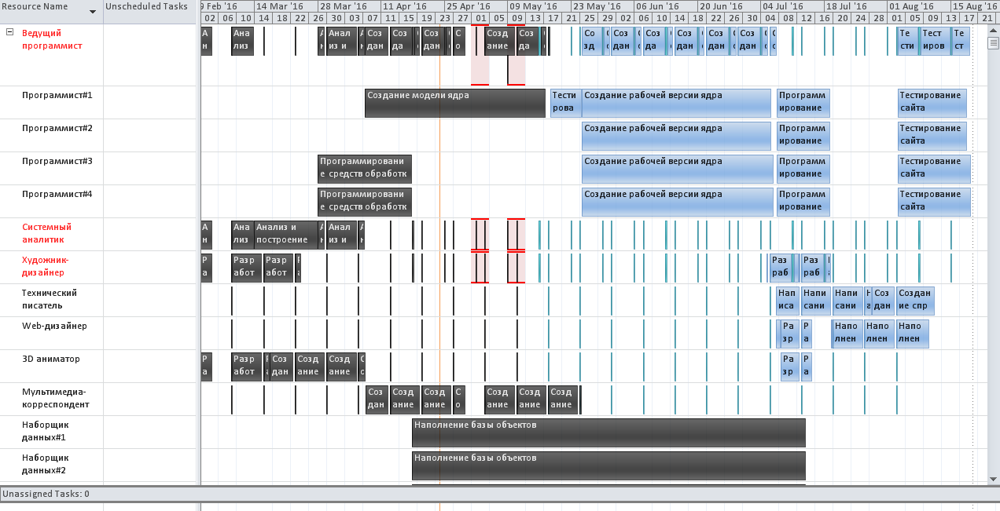 Resource Name Unscheduled Tasks 9 Feb '16 14 Mar '16 28 Mar '16 11 Apr '16 25 Apr '16 09 May '16 23 May '16 06 Jun '16 20 Jun '16 04 Jul '16 18 Jul '16 01 Aug '16 15 Aug '16
02 06 10 14 18 22 26 30 03 07 11 15 19 23 27 01 05 09 13 17 21 25 29 02 06 10 14 18 22 26 30 04 08 12 16 20 24 28 01 05 09 13 17 21
Ведущий А Ана Анал Соз Соз Соз С Созд Созд Со Соз Соз Соз Соз Соз Те Тест Те
программист н лиз из и дан да дан о ание да зд дан да дан дан дан сти иров ст
Программист#1 Создание модели ядра Тести Создание рабочей версии ядра Программ Тестирование
рова ирование сайта
Программист#2 Создание рабочей версии ядра Программ Тестирование
ирование сайта
Программист#3 Программировани Создание рабочей версии ядра Программ Тестирование
е средств обработк ирование сайта
Программист#4 Программировани Создание рабочей версии ядра Программ Тестирование
е средств обработк ирование сайта
Системный А Ана Анализ и Анал
аналитик н лиз построение из и
Художник- Р Разр Разр Раз Раз
дизайнер а абот абот раб раб
Технический Нап Напи Напи Соз Создан
писатель иса сани сани дан ие спр
Web-дизайнер Ра Р Напо Напо Напо
зр а лнен лнен лнен
3D аниматор Р Разр Соз Созд Созд С Ра Р
а абот дан ание ание о зр а
Мультимедиа- Соз Созд Созд С Созд Созд Созд
корреспондент дан ание ание о ание ание ание
Наборщик Наполнение базы объектов
данных#1
Наборщик Наполнение базы объектов
данных#2
Unassigned Tasks: 0